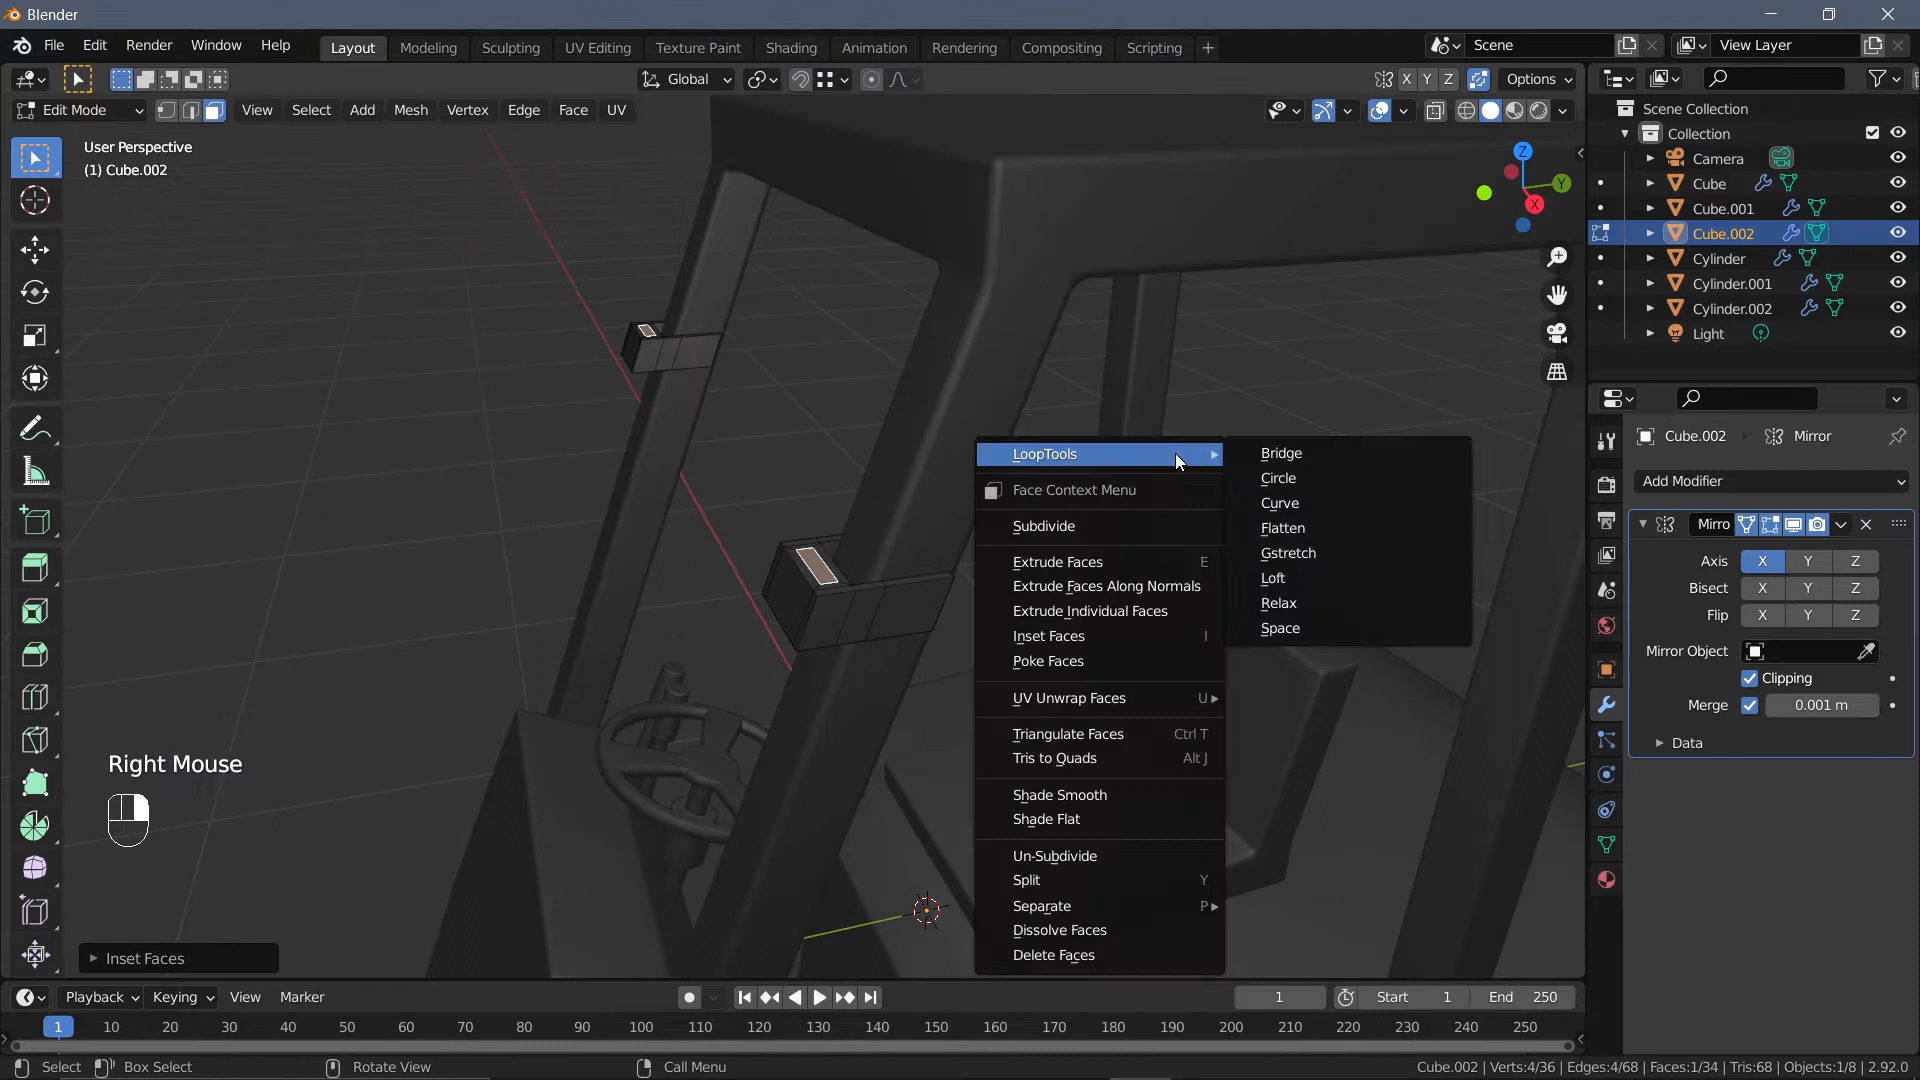 Blender
File Edit Render Window Help
Layout Modeling Sculpting UV Editing Texture Paint Shading Animation Rendering Compositing Scripting +
Scene
View Layer
Global
X Y Z
Options
Edit Mode
View Select Add Mesh Vertex Edge Face UV
User Perspective
(1) Cube.002
Z
Y
X
Scene Collection
Collection
Camera
Cube
Cube.001
Cube.002
Cylinder
Cylinder.001
Cylinder.002
Light
LoopTools
Face Context Menu
Subdivide
Extrude Faces E
Extrude Faces Along Normals
Extrude Individual Faces
Inset Faces I
Poke Faces
UV Unwrap Faces U
Triangulate Faces Ctrl T
Tris to Quads Alt J
Shade Smooth
Shade Flat
Un-Subdivide
Split Y
Separate P
Dissolve Faces
Delete Faces
Bridge
Circle
Curve
Flatten
Gstretch
Loft
Relax
Space
Cube.002 Mirror
Add Modifier
Mirro
Axis X Y Z
Bisect X Y Z
Flip X Y Z
Mirror Object
Clipping
Merge 0.001 m
Data
Right Mouse
Inset Faces
Playback Keying View Marker
1
Start 1
End 250
1 10 20 30 40 50 60 70 80 90 100 110 120 130 140 150 160 170 180 190 200 210 220 230 240 250
Select Box Select Rotate View Call Menu
Cube.002 | Verts:4/36 | Edges:4/68 | Faces:1/34 | Tris:68 | Objects:1/8 | 2.92.0